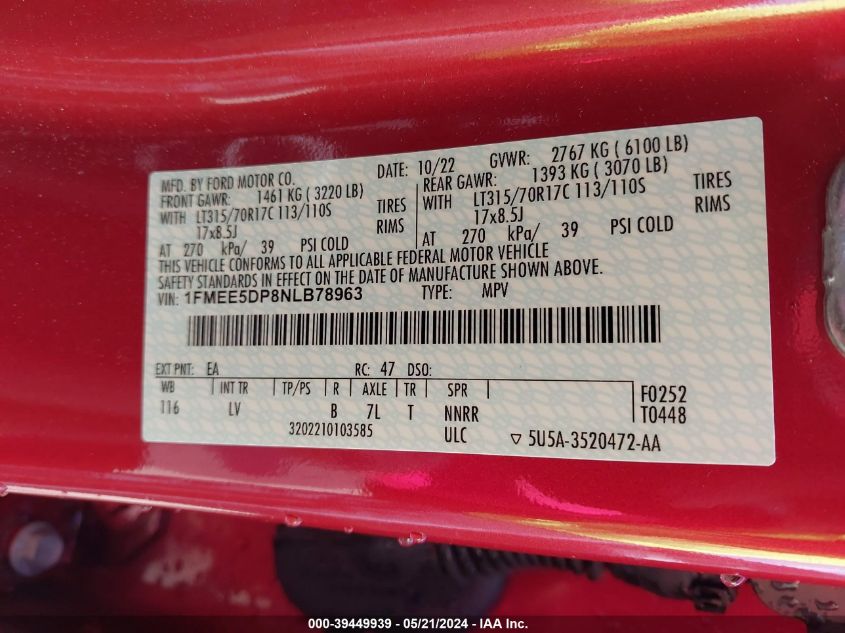 MFD. BY FORD MOTOR CO. DATE: 10/22 GVWR: 2767 KG ( 6100 LB)
FRONT GAWR: 1461 KG ( 3220 LB) REAR GAWR: 1393 KG ( 3070 LB)
WITH LT315/70R17C 113/110S TIRES WITH LT315/70R17C 113/110S TIRES
17x8.5J RIMS 17x8.5J RIMS
AT 270 kPa/ 39 PSI COLD AT 270 kPa/ 39 PSI COLD
THIS VEHICLE CONFORMS TO ALL APPLICABLE FEDERAL MOTOR VEHICLE
SAFETY STANDARDS IN EFFECT ON THE DATE OF MANUFACTURE SHOWN ABOVE.
VIN: 1FMEE5DP8NLB78963 TYPE: MPV
EXT PNT: EA RC: 47 DSO:
WB INT TR TP/PS R AXLE TR SPR F0252
116 LV B 7L T NNRR T0448
3202210103585 ULC ▽ 5U5A-3520472-AA
000-39449939 - 05/21/2024 - IAA Inc.